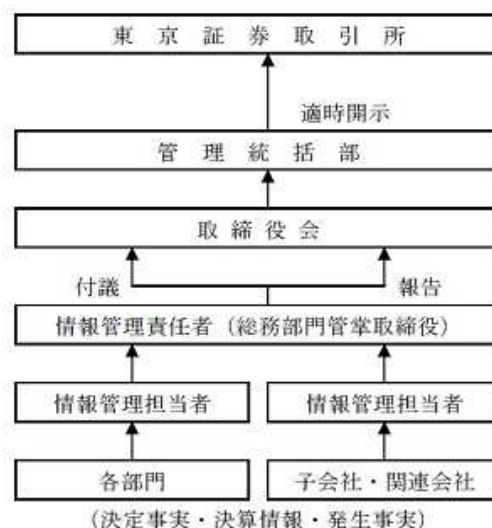 東京証券取引所
適時開示
管理統括部
取締役会
付議 報告
情報管理責任者（総務部門管掌取締役）
情報管理担当者 情報管理担当者
各部門 子会社・関連会社
（決定事実・決算情報・発生事実）